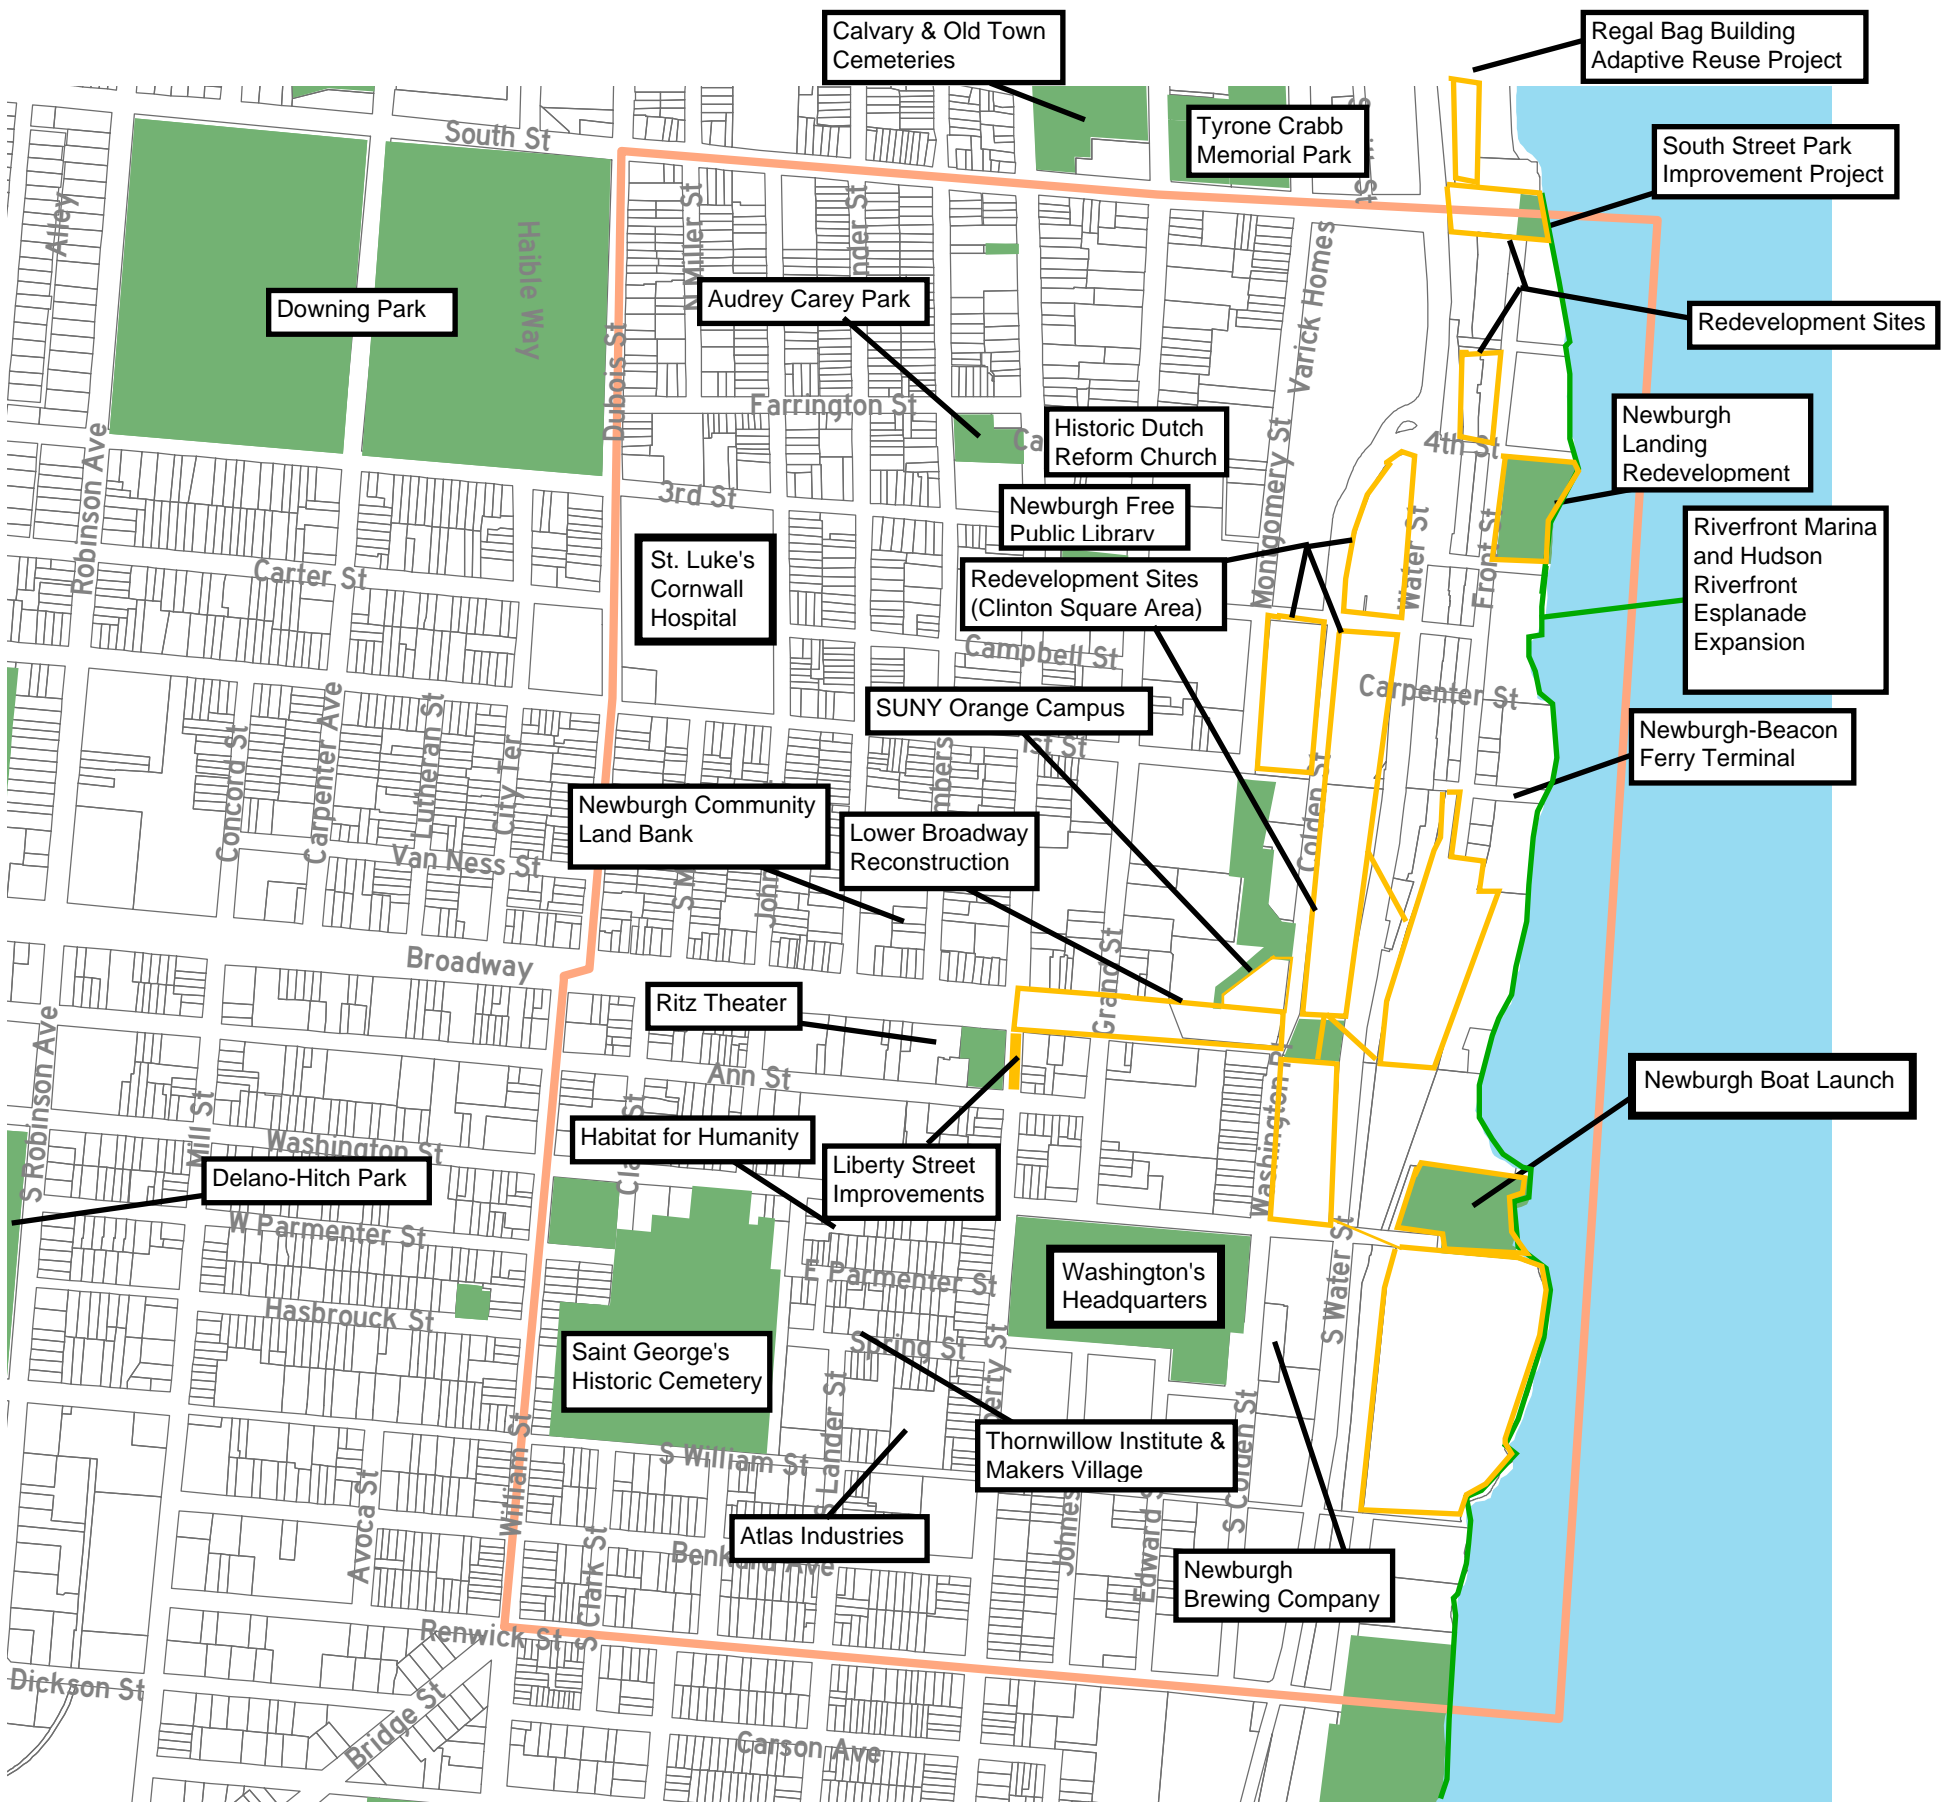 Calvary & Old Town
Cemeteries
Regal Bag Building
Adaptive Reuse Project
South St
Tyrone Crabb
Memorial Park
South Street Park
Improvement Project
Alley
Haible Way
N Miller St
Varick Homes
Downing Park
Audrey Carey Park
Redevelopment Sites
Dubois St
Farrington St
Historic Dutch
Reform Church
Newburgh
Landing
Redevelopment
4th St
Montgomery St
Robinson Ave
3rd St
Newburgh Free
Public Library
Water St
Front St
Riverfront Marina
and Hudson
Riverfront
Esplanade
Expansion
St. Luke's
Cornwall
Hospital
Carter St
Redevelopment Sites
(Clinton Square Area)
Campbell St
Carpenter St
SUNY Orange Campus
1st St
Newburgh-Beacon
Ferry Terminal
Concord St
Carpenter Ave
Lutheran St
City Ter
Colden St
Newburgh Community
Land Bank
Lower Broadway
Reconstruction
Van Ness St
Broadway
Grand St
Ritz Theater
S Robinson Ave
Ann St
Newburgh Boat Launch
Mill St
Washington St
Habitat for Humanity
Washington Pl
Delano-Hitch Park
Liberty Street
Improvements
W Parmenter St
E Parmenter St
Washington's
Headquarters
S Water St
Hasbrouck St
Saint George's
Historic Cemetery
Spring St
S Lander St
S William St
Thornwillow Institute &
Makers Village
S Colden St
William St
Avoca St
Atlas Industries
Newburgh
Brewing Company
S Clark St
Renwick St
Dickson St
Bridge St
Carson Ave